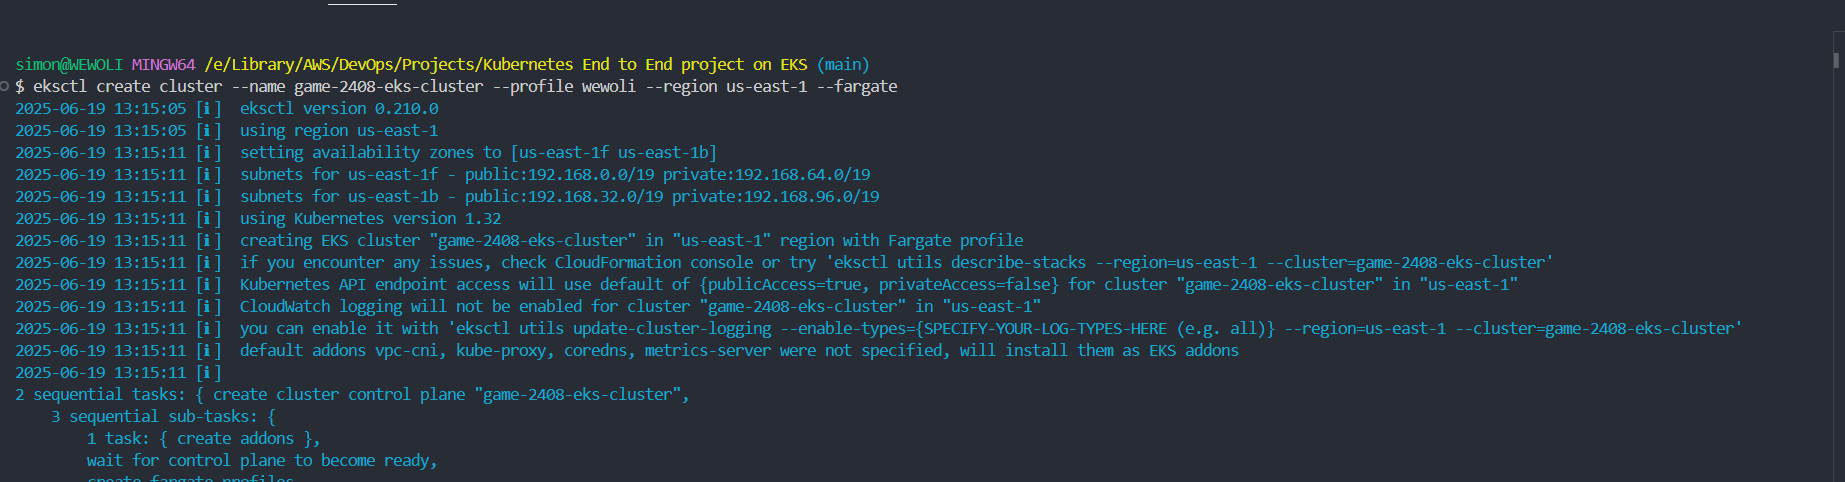 simon@WEWOLI MINGW64 /e/Library/AWS/DevOps/Projects/Kubernetes End to End project on EKS (main)
$ eksctl create cluster --name game-2408-eks-cluster --profile wewoli --region us-east-1 --fargate
2025-06-19 13:15:05 [ℹ]  eksctl version 0.210.0
2025-06-19 13:15:05 [ℹ]  using region us-east-1
2025-06-19 13:15:11 [ℹ]  setting availability zones to [us-east-1f us-east-1b]
2025-06-19 13:15:11 [ℹ]  subnets for us-east-1f - public:192.168.0.0/19 private:192.168.64.0/19
2025-06-19 13:15:11 [ℹ]  subnets for us-east-1b - public:192.168.32.0/19 private:192.168.96.0/19
2025-06-19 13:15:11 [ℹ]  using Kubernetes version 1.32
2025-06-19 13:15:11 [ℹ]  creating EKS cluster "game-2408-eks-cluster" in "us-east-1" region with Fargate profile
2025-06-19 13:15:11 [ℹ]  if you encounter any issues, check CloudFormation console or try 'eksctl utils describe-stacks --region=us-east-1 --cluster=game-2408-eks-cluster'
2025-06-19 13:15:11 [ℹ]  Kubernetes API endpoint access will use default of {publicAccess=true, privateAccess=false} for cluster "game-2408-eks-cluster" in "us-east-1"
2025-06-19 13:15:11 [ℹ]  CloudWatch logging will not be enabled for cluster "game-2408-eks-cluster" in "us-east-1"
2025-06-19 13:15:11 [ℹ]  you can enable it with 'eksctl utils update-cluster-logging --enable-types={SPECIFY-YOUR-LOG-TYPES-HERE (e.g. all)} --region=us-east-1 --cluster=game-2408-eks-cluster'
2025-06-19 13:15:11 [ℹ]  default addons vpc-cni, kube-proxy, coredns, metrics-server were not specified, will install them as EKS addons
2025-06-19 13:15:11 [ℹ]
2 sequential tasks: { create cluster control plane "game-2408-eks-cluster",
    3 sequential sub-tasks: {
        1 task: { create addons },
        wait for control plane to become ready,
        create fargate profiles